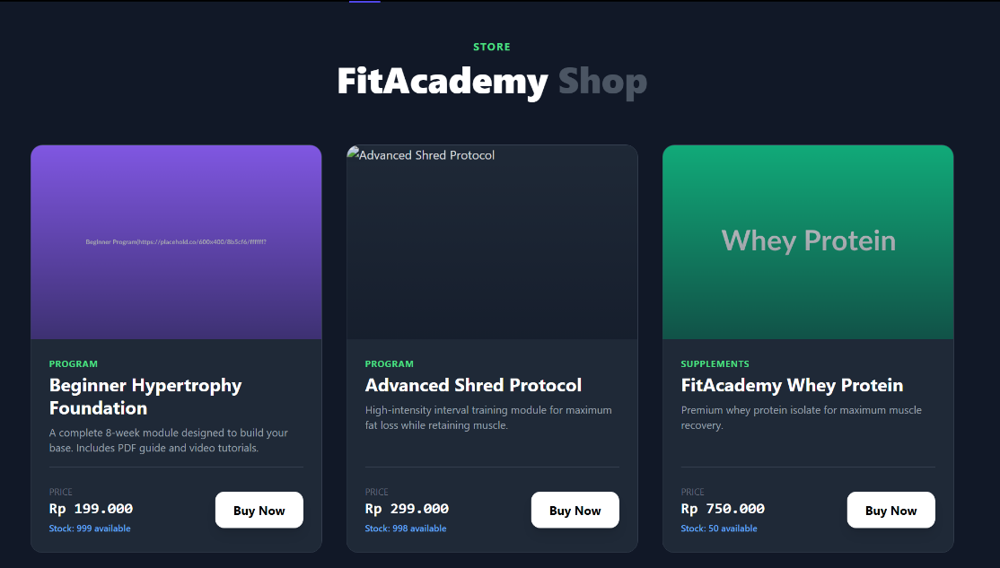 STORE
FitAcademy Shop
Beginner Program(https://placehold.co/600x400/8b5cf6/ffffff?
PROGRAM
Beginner Hypertrophy
Foundation
A complete 8-week module designed to build your
base. Includes PDF guide and video tutorials.
PRICE
Rp 199.000
Stock: 999 available
Buy Now
Advanced Shred Protocol
PROGRAM
Advanced Shred Protocol
High-intensity interval training module for maximum
fat loss while retaining muscle.
PRICE
Rp 299.000
Stock: 998 available
Buy Now
Whey Protein
SUPPLEMENTS
FitAcademy Whey Protein
Premium whey protein isolate for maximum muscle
recovery.
PRICE
Rp 750.000
Stock: 50 available
Buy Now